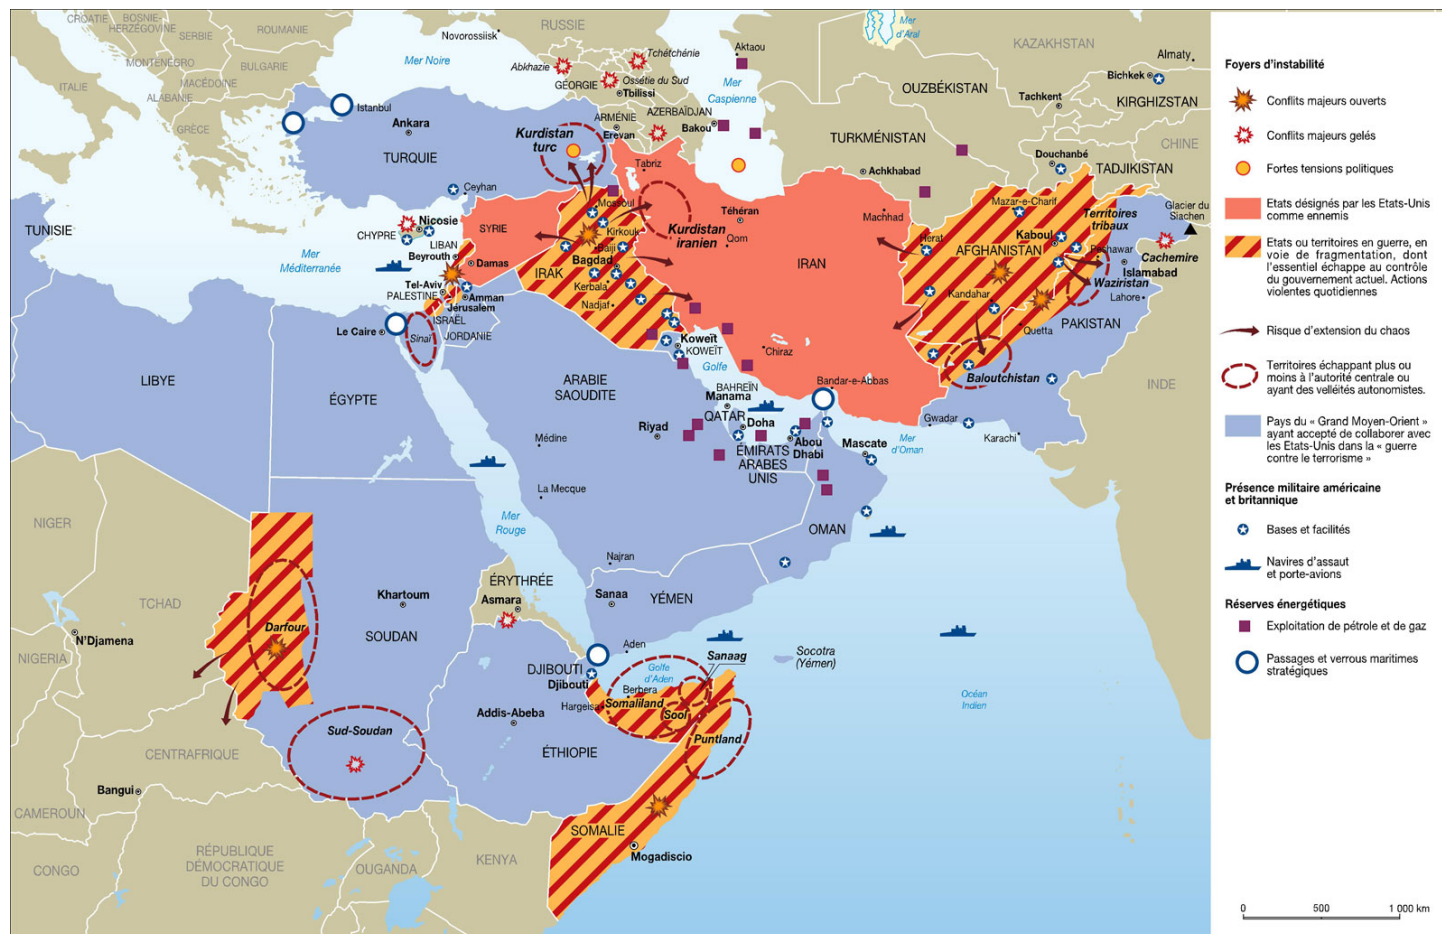 CROATIE
BOSNIE-
HERZÉGOVINE
SERBIE
ROUMANIE
RUSSIE
Novorossiisk
Mer Noire
Abkhazie
Tchétchénie
Ossétie du Sud
GÉORGIE
Tbilissi
Aktaou
Mer
Caspienne
Mer
d'Aral
KAZAKHSTAN
Almaty
Bichkek
KIRGHIZSTAN
Tachkent
OUZBÉKISTAN
CHINE
ITALIE
MONTÉNÉGRO
BULGARIE
MACÉDOINE
ALBANIE
GRÈCE
Istanbul
Ankara
TURQUIE
Kurdistan
turc
ARMÉNIE
Erevan
AZERBAÏDJAN
Bakou
TURKMÉNISTAN
Achkhabad
Douchanbé
TADJIKISTAN
Ceyhan
Tabriz
Mossoul
Kirkouk
Téhéran
Qom
Machhad
Mazar-e-Charif
Territoires
tribaux
Glacier du
Siachen
TUNISIE
Nicosie
CHYPRE
Mer
Méditerranée
SYRIE
LIBAN
Beyrouth
Damas
Baiji
Bagdad
IRAK
Kerbala
Nadjaf
Kurdistan
iranien
IRAN
Herat
AFGHANISTAN
Kaboul
Peshawar
Cachemire
Islamabad
Waziristan
Lahore
Kandahar
Quetta
PAKISTAN
Tel-Aviv
PALESTINE
Amman
Jérusalem
ISRAËL
JORDANIE
Le Caire
Sinaï
Koweït
KOWEÏT
Golfe
Chiraz
Bandar-e-Abbas
Baloutchistan
INDE
LIBYE
ÉGYPTE
ARABIE
SAOUDITE
BAHREÏN
Manama
QATAR
Doha
Riyad
Abou
Dhabi
ÉMIRATS
ARABES
UNIS
Mascate
Mer
d'Oman
Gwadar
Karachi
Médine
La Mecque
Mer
Rouge
OMAN
NIGER
Najran
ÉRYTHRÉE
Asmara
Sanaa
YÉMEN
Khartoum
SOUDAN
TCHAD
Darfour
N'Djamena
NIGERIA
Aden
Golfe
d'Aden
Sanaag
Socotra
(Yémen)
DJIBOUTI
Djibouti
Berbera
Hargeisa
Somaliland
Sool
Puntland
Océan
Indien
Addis-Abeba
ÉTHIOPIE
Sud-Soudan
CENTRAFRIQUE
Bangui
CAMEROUN
CONGO
RÉPUBLIQUE
DÉMOCRATIQUE
DU CONGO
OUGANDA
KENYA
SOMALIE
Mogadiscio
Foyers d'instabilité
Conflits majeurs ouverts
Conflits majeurs gelés
Fortes tensions politiques
Etats désignés par les Etats-Unis
comme ennemis
Etats ou territoires en guerre, en
voie de fragmentation, dont
l'essentiel échappe au contrôle
du gouvernement actuel. Actions
violentes quotidiennes
Risque d'extension du chaos
Territoires échappant plus ou
moins à l'autorité centrale ou
ayant des velléités autonomistes.
Pays du « Grand Moyen-Orient »
ayant accepté de collaborer avec
les Etats-Unis dans la « guerre
contre le terrorisme »
Présence militaire américaine
et britannique
Bases et facilités
Navires d'assaut
et porte-avions
Réserves énergétiques
Exploitation de pétrole et de gaz
Passages et verrous maritimes
stratégiques
0 500 1 000 km